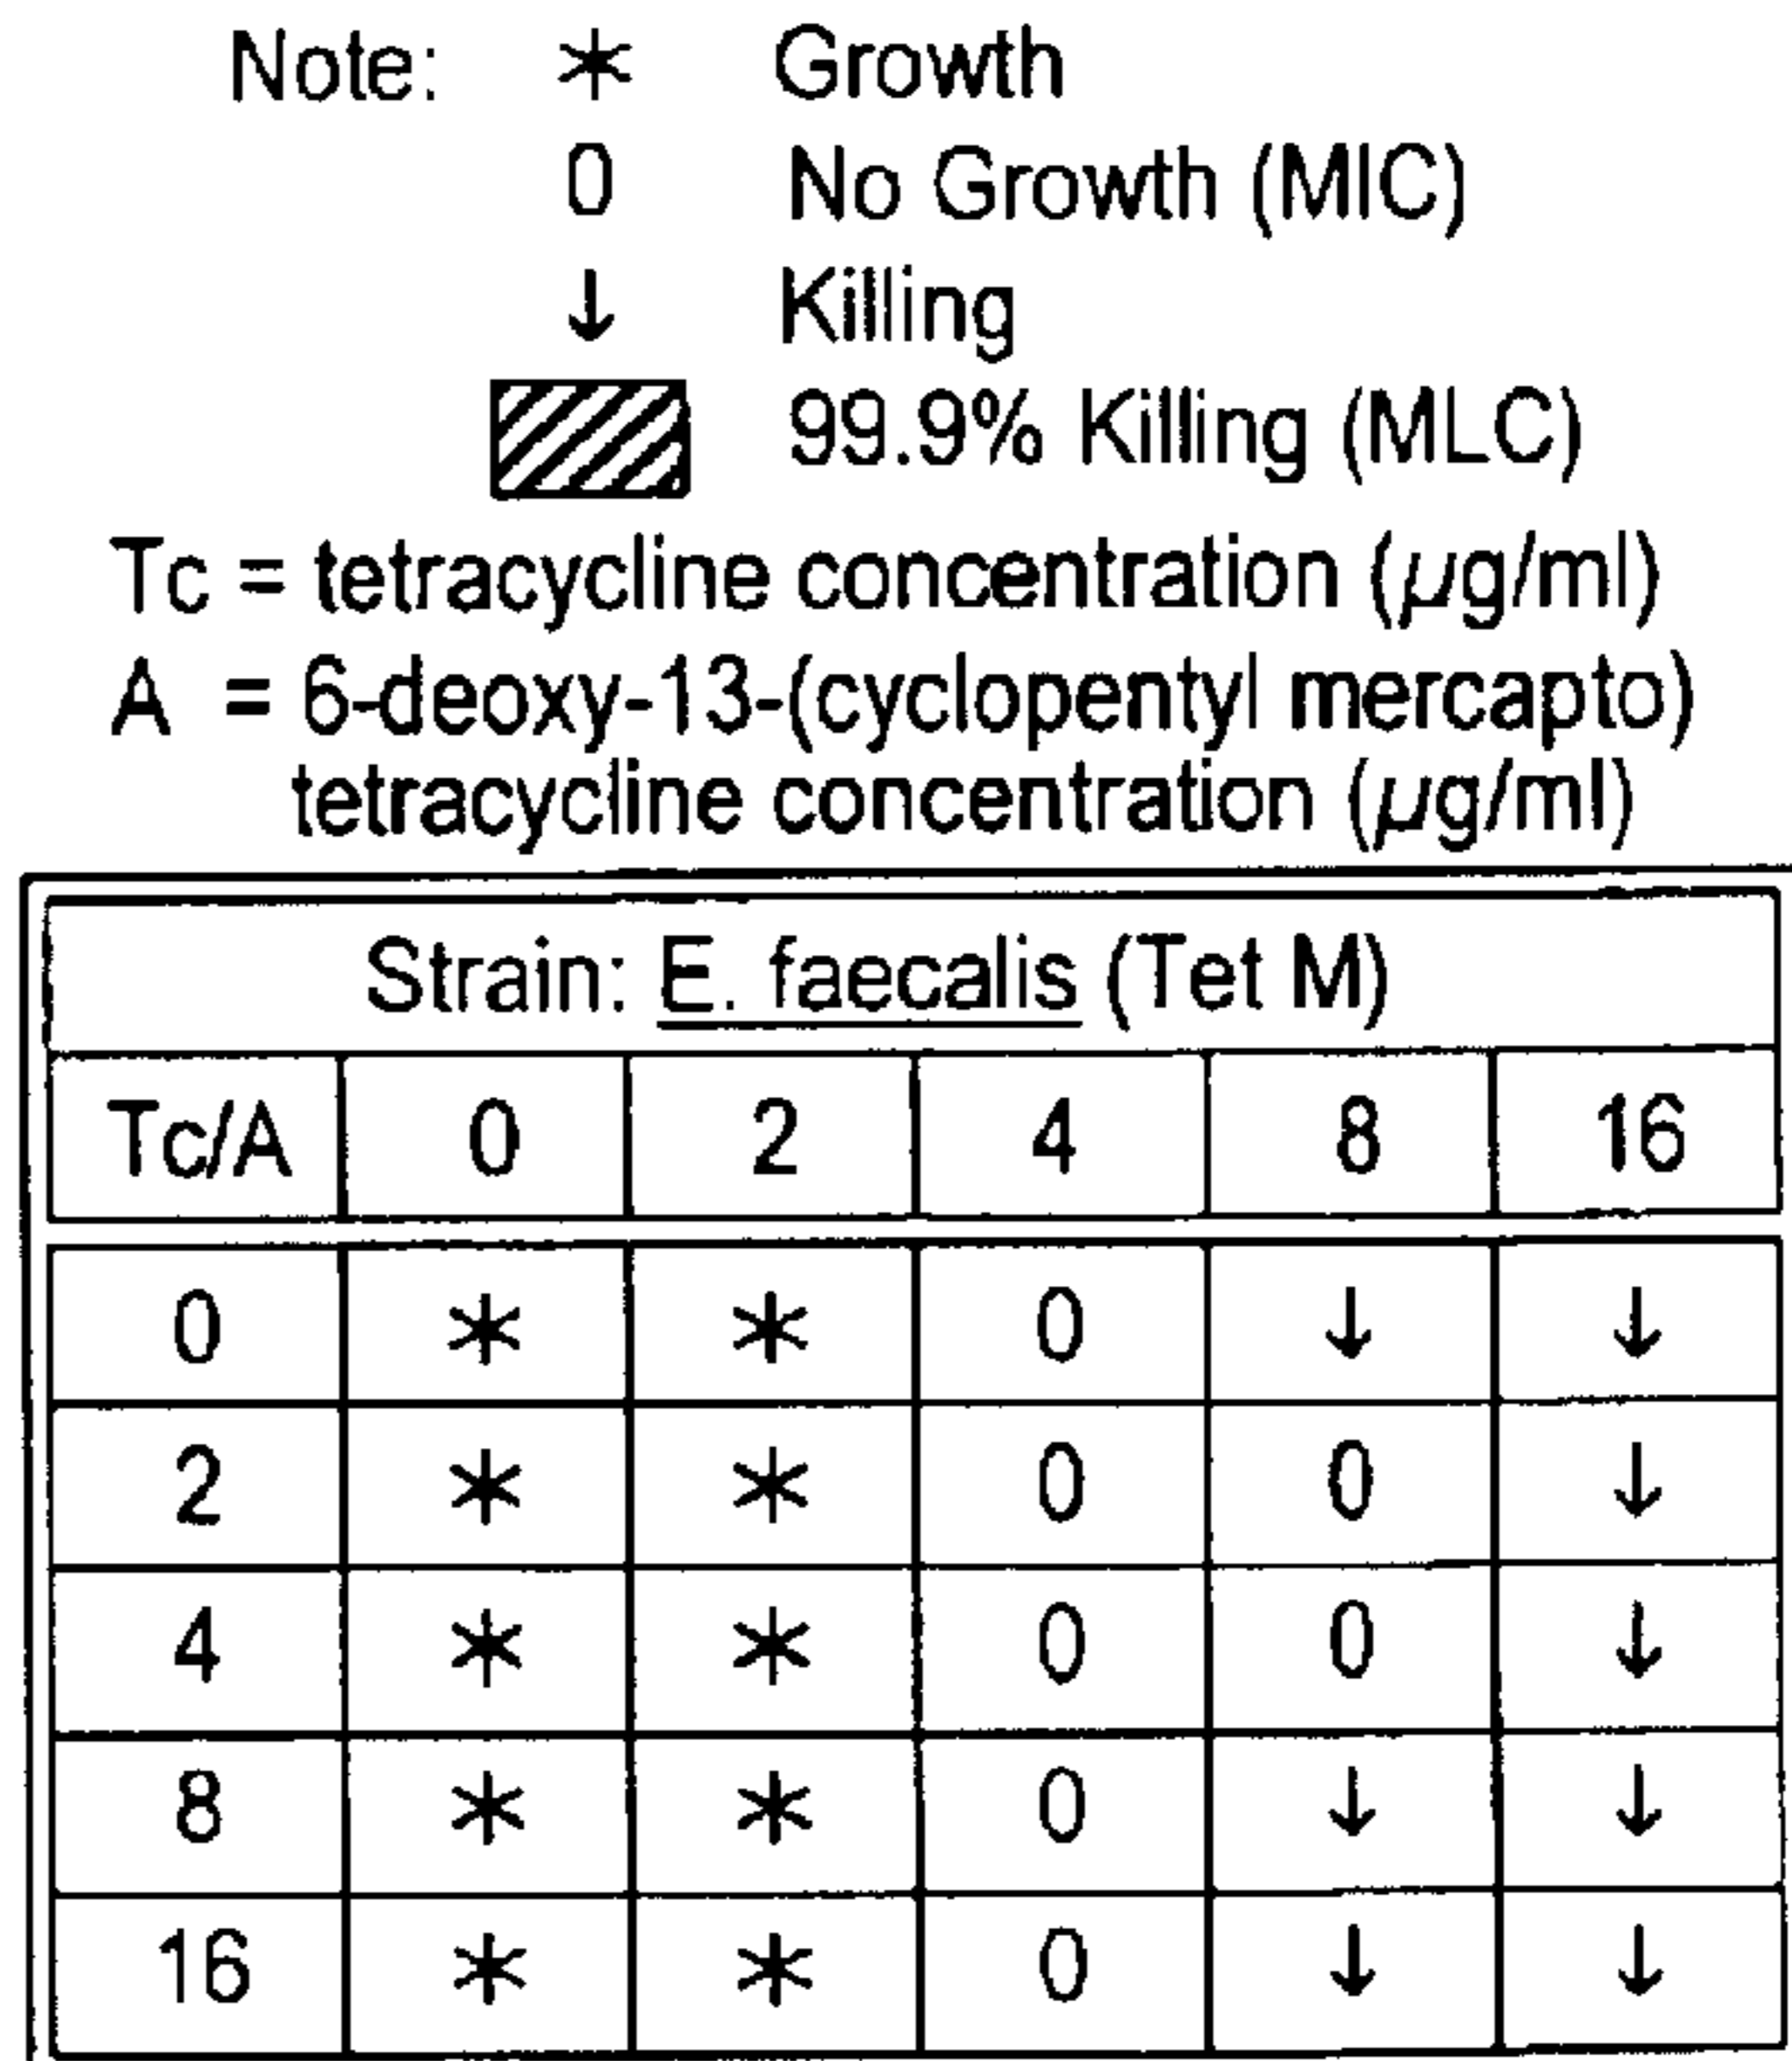 Note: * Growth
0 No Growth (MIC)
↓ Killing
99.9% Killing (MLC)
Tc = tetracycline concentration (µg/ml)
A = 6-deoxy-13-(cyclopentyl mercapto)
tetracycline concentration (µg/ml)
Strain: E. faecalis (Tet M)
Tc/A 0 2 4 8 16
0 * * 0 ↓ ↓
2 * * 0 0 ↓
4 * * 0 0 ↓
8 * * 0 ↓ ↓
16 * * 0 ↓ ↓